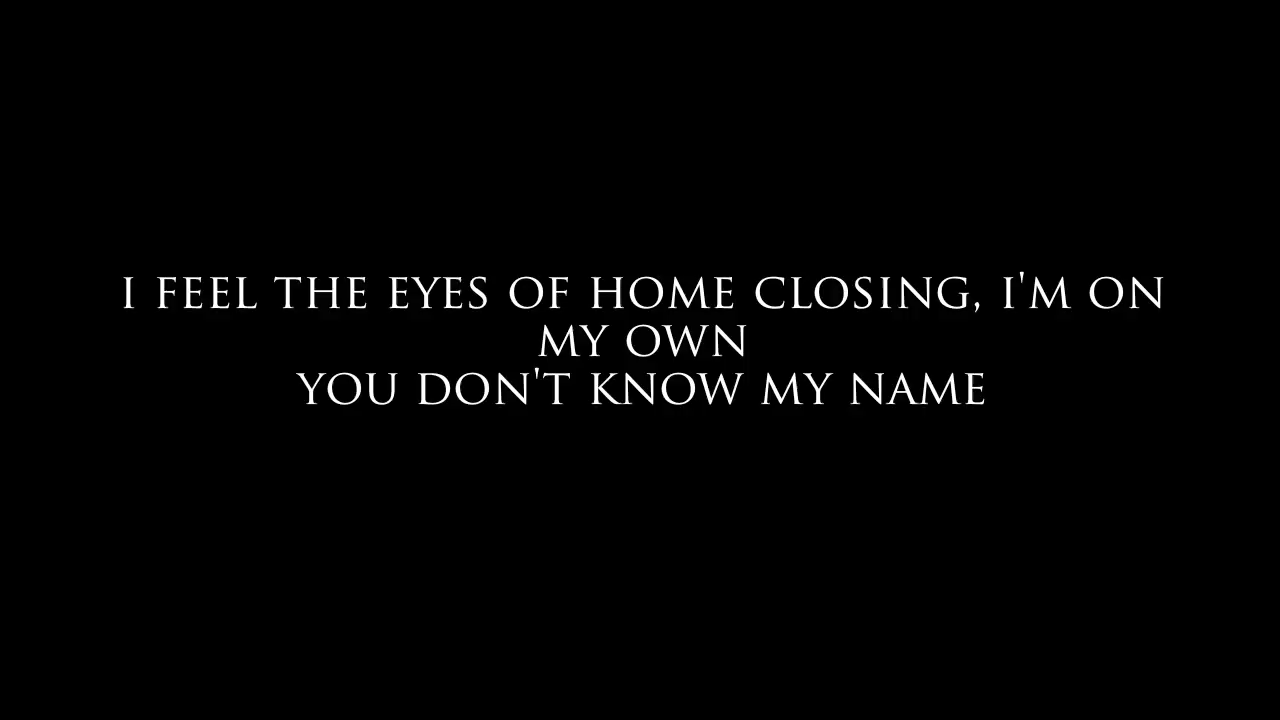 I FEEL THE EYES OF HOME CLOSING, I'M ON
MY OWN
YOU DON'T KNOW MY NAME